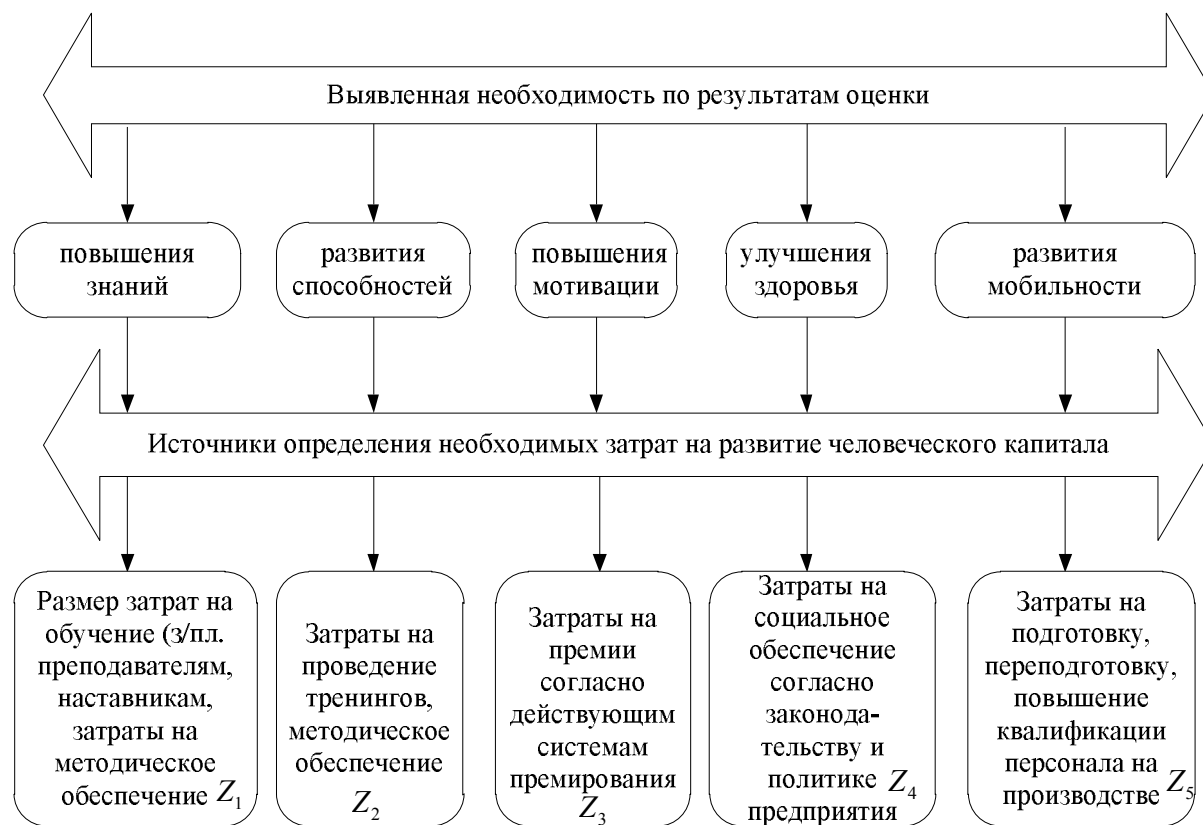 Выявленная необходимость по результатам оценки
повышения
знаний
развития
способностей
повышения
мотивации
улучшения
здоровья
развития
мобильности
Источники определения необходимых затрат на развитие человеческого капитала
Размер затрат на
обучение (з/пл.
преподавателям,
наставникам,
затраты на
методическое
обеспечение Z₁
Затраты на
проведение
тренингов,
методическое
обеспечение
Z₂
Затраты на
премии
согласно
действующим
системам
премирования
Z₃
Затраты на
социальное
обеспечение
согласно
законода-
тельству и
политике Z₄
предприятия
Затраты на
подготовку,
переподготовку,
повышение
квалификации
персонала на
производстве Z₅